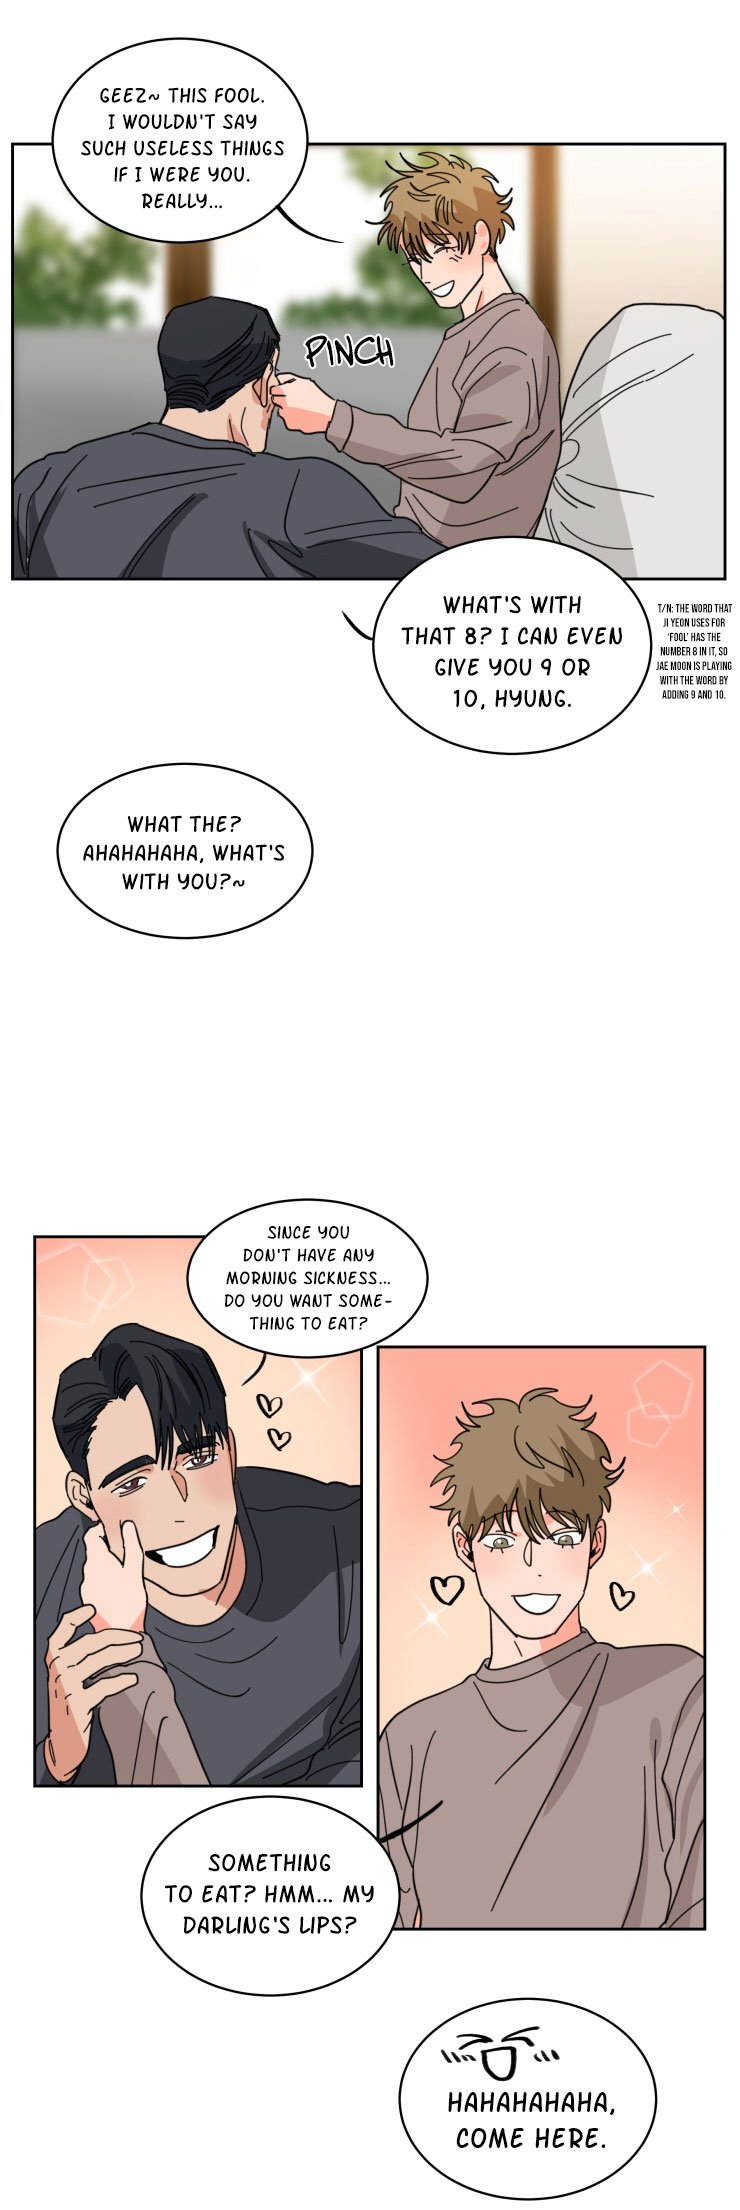 GEEZ~ THIS FOOL.
I WOULDN'T SAY
SUCH USELESS THINGS
IF I WERE YOU.
REALLY...
PINCH
WHAT'S WITH
THAT 8? I CAN EVEN
GIVE YOU 9 OR
10, HYUNG.
T/N: THE WORD THAT
JI YEON USES FOR
'FOOL' HAS THE
NUMBER 8 IN IT, SO
JAE MOON IS PLAYING
WITH THE WORD BY
ADDING 9 AND 10.
WHAT THE?
AHAHAHAHA, WHAT'S
WITH YOU?~
SINCE YOU
DON'T HAVE ANY
MORNING SICKNESS...
DO YOU WANT SOME-
THING TO EAT?
SOMETHING
TO EAT? HMM... MY
DARLING'S LIPS?
HAHAHAHAHA,
COME HERE.